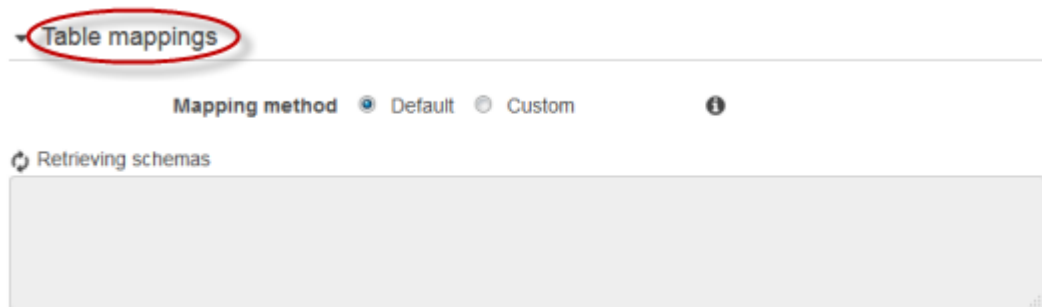 Table mappings
Mapping method Default Custom
Retrieving schemas